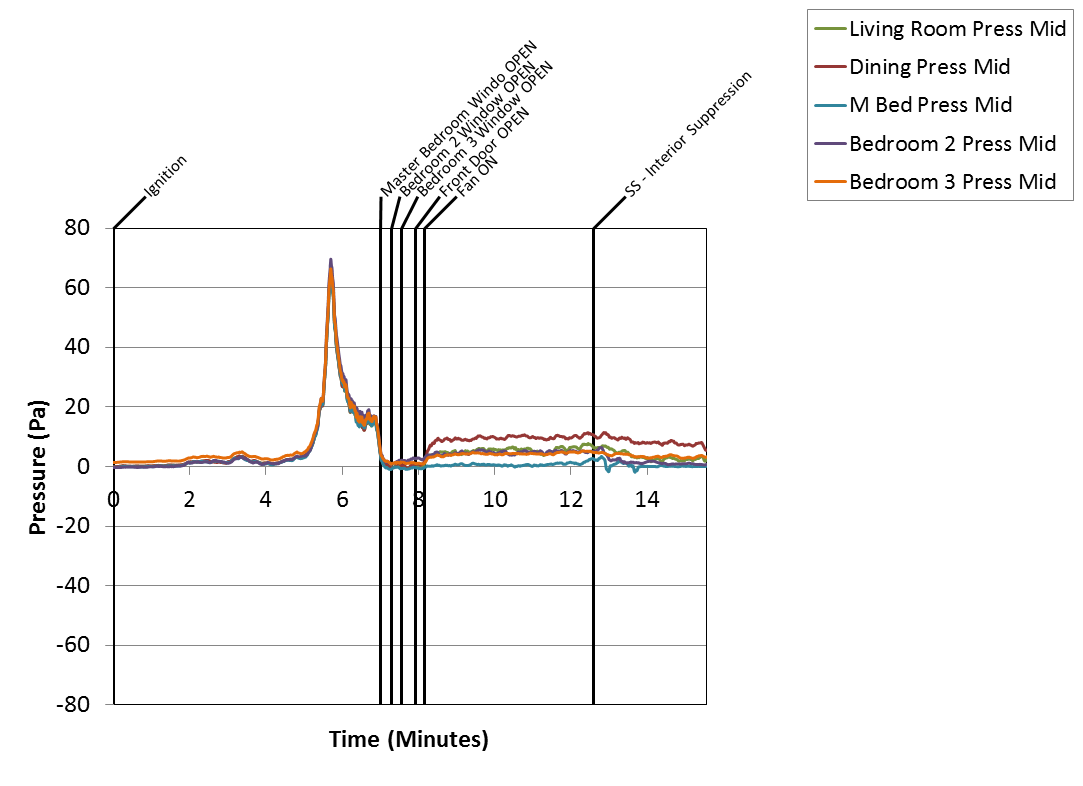 Living Room Press Mid
Dining Press Mid
M Bed Press Mid
Bedroom 2 Press Mid
Bedroom 3 Press Mid
Ignition
Master Bedroom Windo OPEN
Bedroom 2 Window OPEN
Bedroom 3 Window OPEN
Front Door OPEN
Fan ON
SS - Interior Suppression
80
60
40
20
0
-20
-40
-60
-80
0 2 4 6 8 10 12 14
Pressure (Pa)
Time (Minutes)